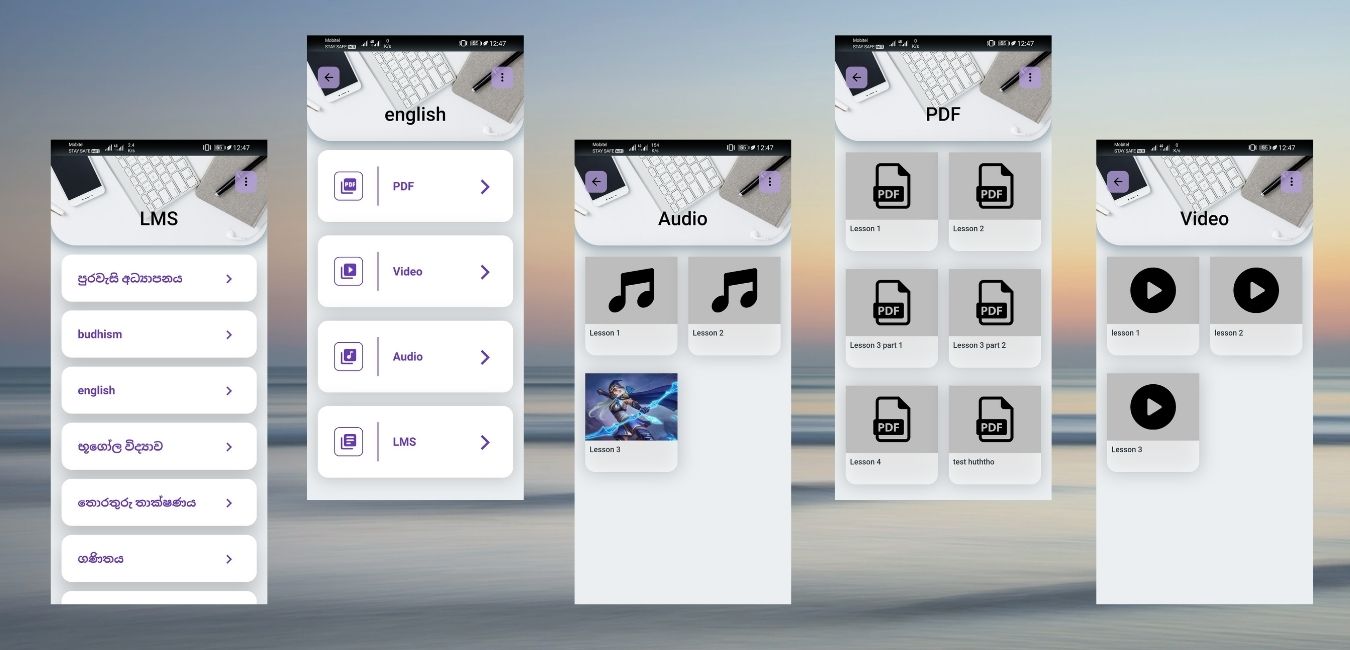 Mobitel
STAY SAFE
2.4
K/s
12:47
LMS
පුරවැසි අධ්‍යාපනය
budhism
english
භූගෝල විද්‍යාව
තොරතුරු තාක්ෂණය
ගණිතය
Mobitel
STAY SAFE
0
K/s
12:47
english
PDF
PDF
Video
Audio
LMS
Mobitel
STAY SAFE
154
K/s
12:47
Audio
Lesson 1
Lesson 2
Lesson 3
Mobitel
STAY SAFE
0
K/s
12:47
PDF
PDF
PDF
Lesson 1
Lesson 2
PDF
PDF
Lesson 3 part 1
Lesson 3 part 2
PDF
PDF
Lesson 4
test huththo
Mobitel
STAY SAFE
0
K/s
12:47
Video
lesson 1
lesson 2
Lesson 3